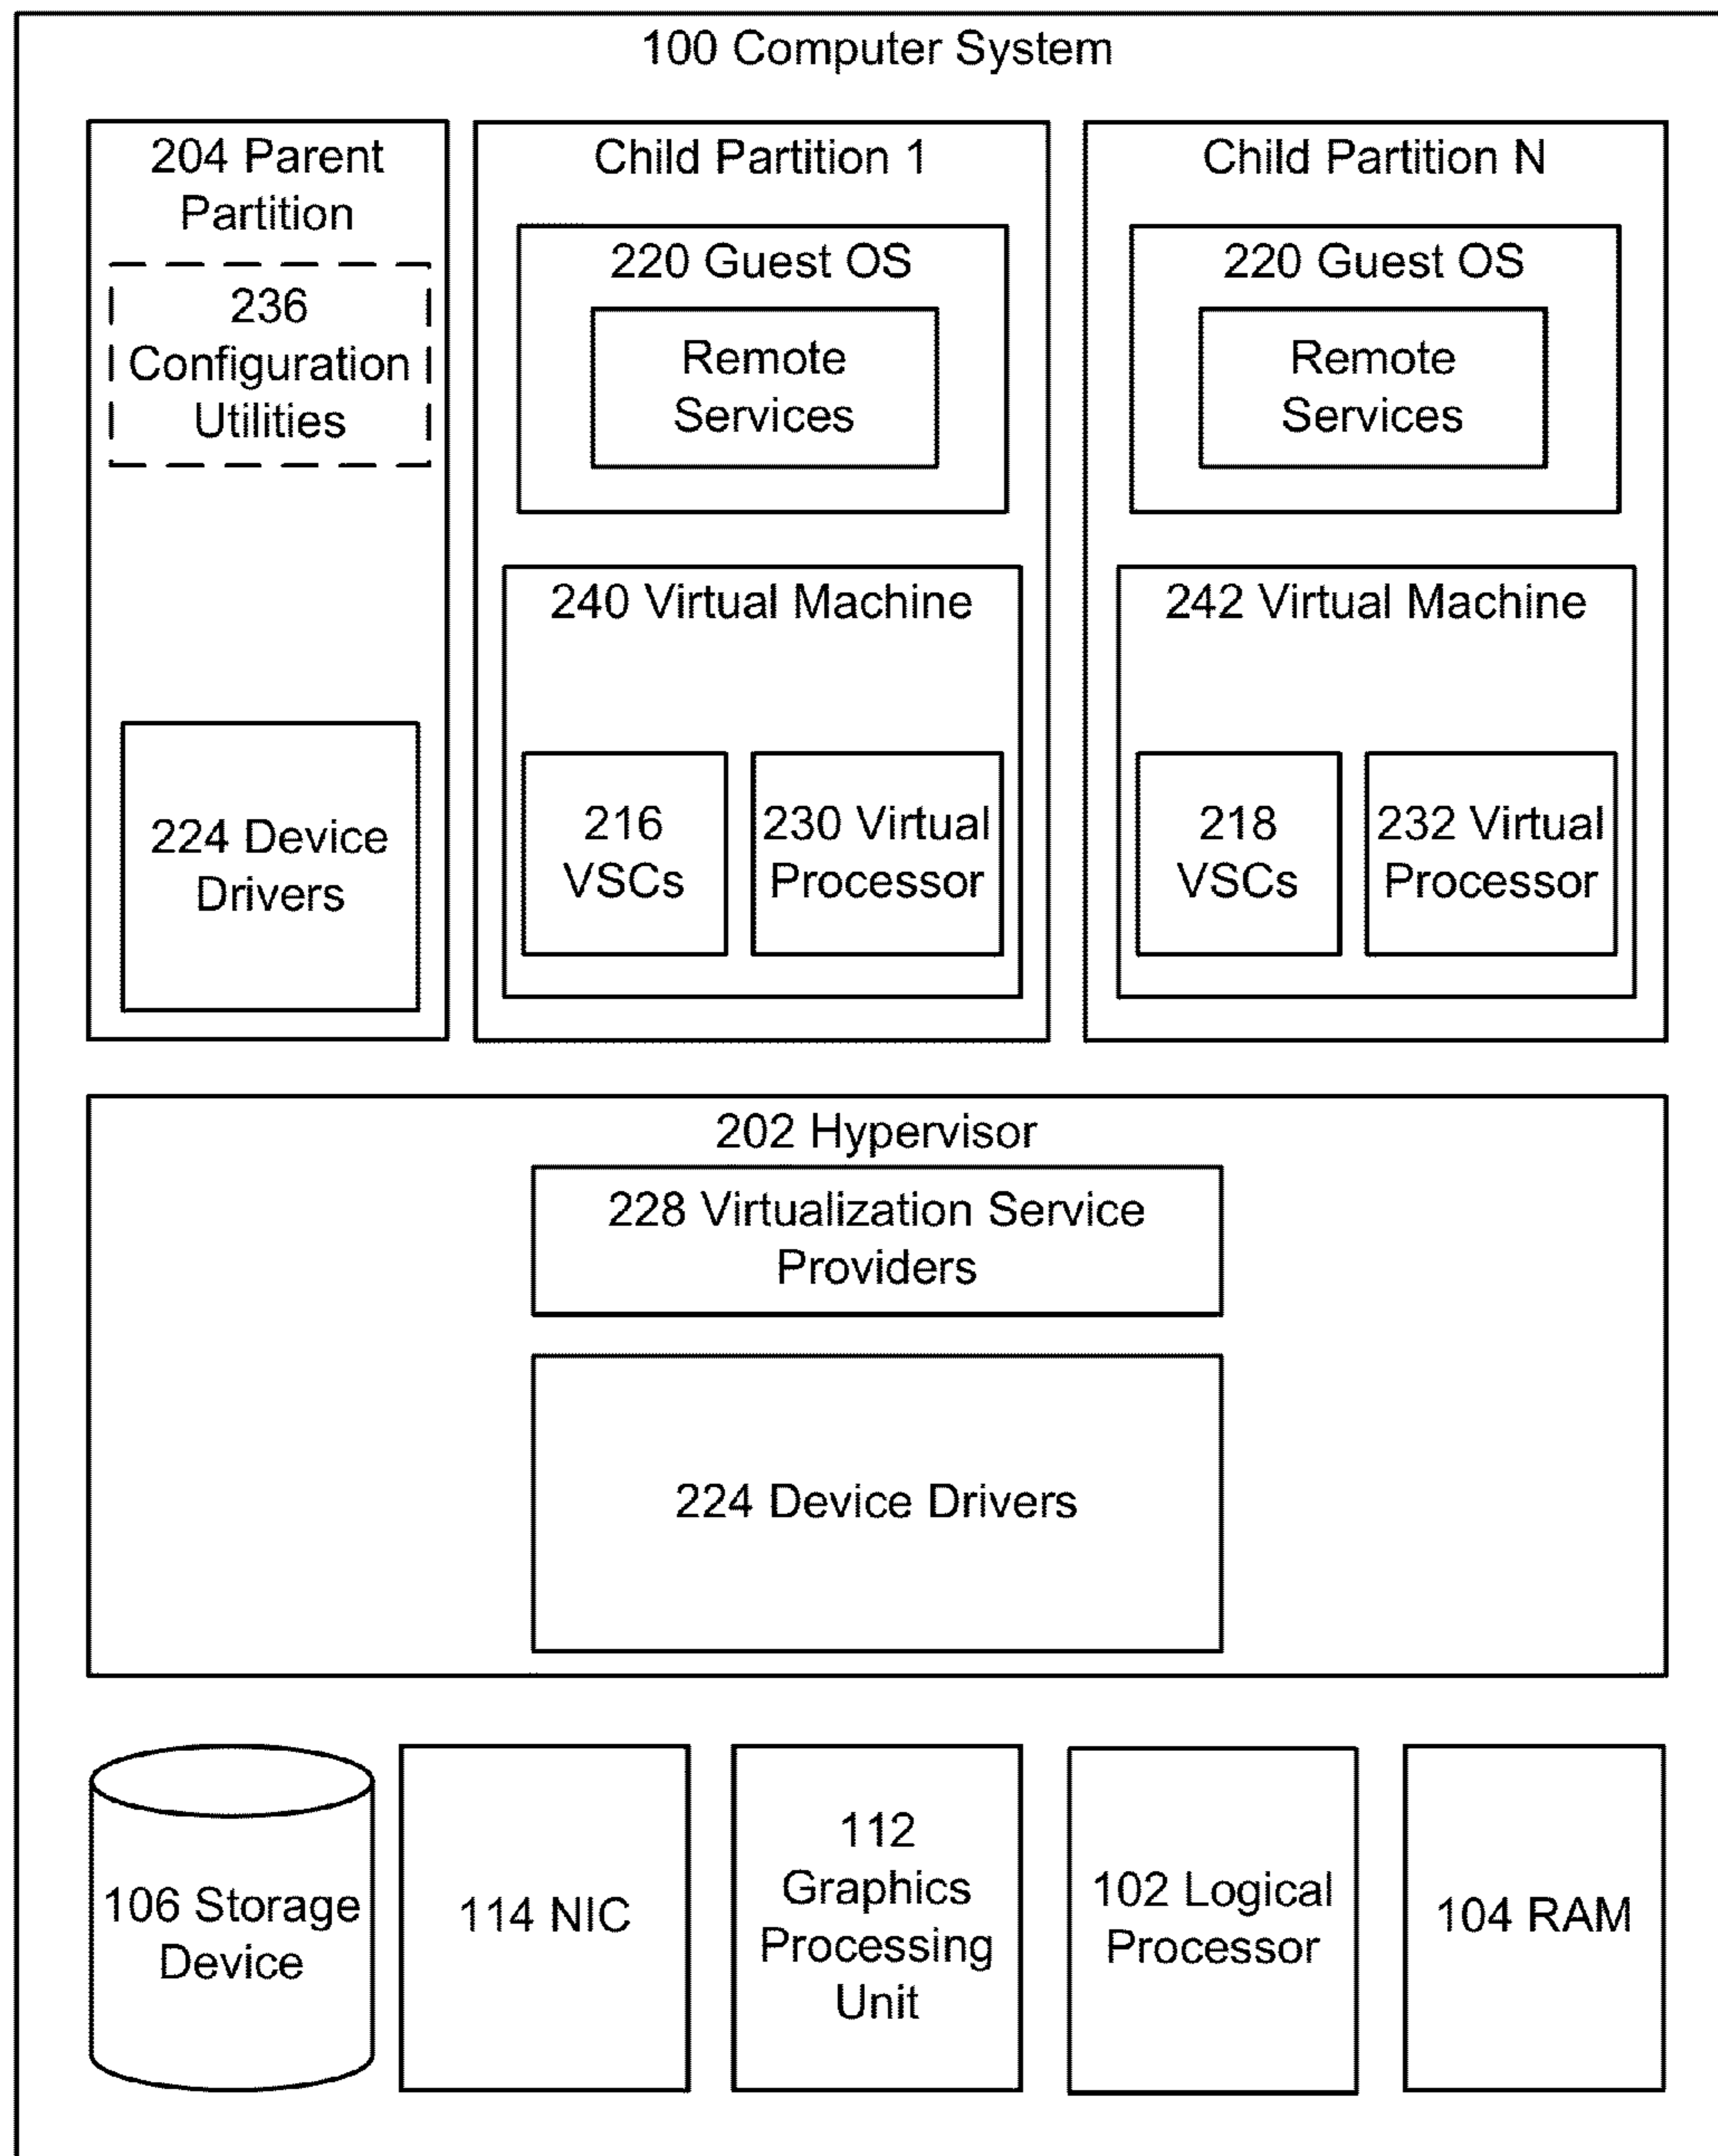 100 Computer System
204 Parent
Partition
236
Configuration
Utilities
224 Device
Drivers
Child Partition 1
220 Guest OS
Remote
Services
240 Virtual Machine
216
VSCs
230 Virtual
Processor
Child Partition N
220 Guest OS
Remote
Services
242 Virtual Machine
218
VSCs
232 Virtual
Processor
202 Hypervisor
228 Virtualization Service
Providers
224 Device Drivers
106 Storage
Device
114 NIC
112
Graphics
Processing
Unit
102 Logical
Processor
104 RAM